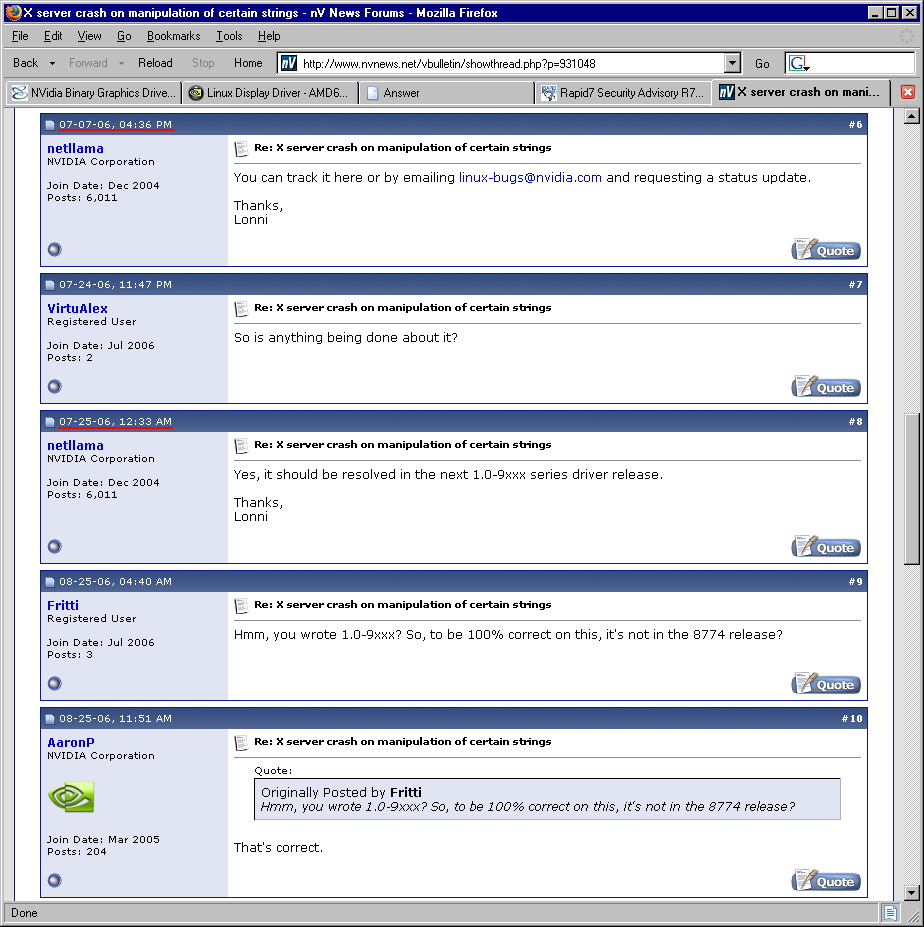 X server crash on manipulation of certain strings - nV News Forums - Mozilla Firefox
File Edit View Go Bookmarks Tools Help
Back Forward Reload Stop Home nV http://www.nvnews.net/vbulletin/showthread.php?p=931048 Go G
NVidia Binary Graphics Drive... Linux Display Driver - AMD6... Answer Rapid7 Security Advisory R7... nV X server crash on mani...
07-07-06, 04:36 PM #6
netllama
NVIDIA Corporation
Join Date: Dec 2004
Posts: 6,011
Re: X server crash on manipulation of certain strings
You can track it here or by emailing linux-bugs@nvidia.com and requesting a status update.
Thanks,
Lonni
Quote
07-24-06, 11:47 PM #7
VirtuAlex
Registered User
Join Date: Jul 2006
Posts: 2
Re: X server crash on manipulation of certain strings
So is anything being done about it?
Quote
07-25-06, 12:33 AM #8
netllama
NVIDIA Corporation
Join Date: Dec 2004
Posts: 6,011
Re: X server crash on manipulation of certain strings
Yes, it should be resolved in the next 1.0-9xxx series driver release.
Thanks,
Lonni
Quote
08-25-06, 04:40 AM #9
Fritti
Registered User
Join Date: Jul 2006
Posts: 3
Re: X server crash on manipulation of certain strings
Hmm, you wrote 1.0-9xxx? So, to be 100% correct on this, it's not in the 8774 release?
Quote
08-25-06, 11:51 AM #10
AaronP
NVIDIA Corporation
Join Date: Mar 2005
Posts: 204
Re: X server crash on manipulation of certain strings
Quote:
Originally Posted by Fritti
Hmm, you wrote 1.0-9xxx? So, to be 100% correct on this, it's not in the 8774 release?
That's correct.
Quote
Done